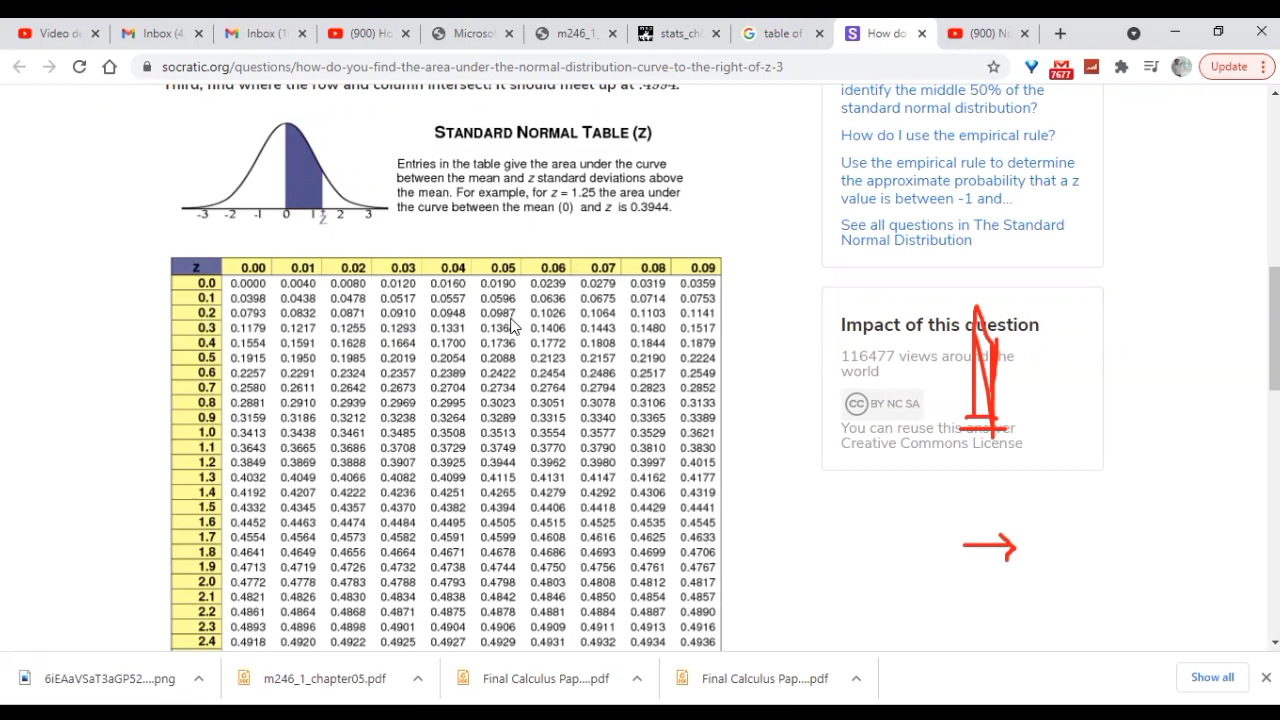 Video d
Inbox (4
Inbox (1
(900) Ho
Microso
m246_1_
stats_ch
table of
How do
(900) N
socratic.org/questions/how-do-you-find-the-area-under-the-normal-distribution-curve-to-the-right-of-z-3
7677
Update
Third, find where the row and column intersect! It should meet up at .4994.
STANDARD NORMAL TABLE (Z)
Entries in the table give the area under the curve
between the mean and z standard deviations above
the mean. For example, for z = 1.25 the area under
the curve between the mean (0) and z is 0.3944.
-3 -2 -1 0 1 2 3
Z
Z 0.00 0.01 0.02 0.03 0.04 0.05 0.06 0.07 0.08 0.09
0.0 0.0000 0.0040 0.0080 0.0120 0.0160 0.0190 0.0239 0.0279 0.0319 0.0359
0.1 0.0398 0.0438 0.0478 0.0517 0.0557 0.0596 0.0636 0.0675 0.0714 0.0753
0.2 0.0793 0.0832 0.0871 0.0910 0.0948 0.0987 0.1026 0.1064 0.1103 0.1141
0.3 0.1179 0.1217 0.1255 0.1293 0.1331 0.1406 0.1443 0.1480 0.1517
0.4 0.1554 0.1591 0.1628 0.1664 0.1700 0.1736 0.1772 0.1808 0.1844 0.1879
0.5 0.1915 0.1950 0.1985 0.2019 0.2054 0.2088 0.2123 0.2157 0.2190 0.2224
0.6 0.2257 0.2291 0.2324 0.2357 0.2389 0.2422 0.2454 0.2486 0.2517 0.2549
0.7 0.2580 0.2611 0.2642 0.2673 0.2704 0.2734 0.2764 0.2794 0.2823 0.2852
0.8 0.2881 0.2910 0.2939 0.2969 0.2995 0.3023 0.3051 0.3078 0.3106 0.3133
0.9 0.3159 0.3186 0.3212 0.3238 0.3264 0.3289 0.3315 0.3340 0.3365 0.3389
1.0 0.3413 0.3438 0.3461 0.3485 0.3508 0.3513 0.3554 0.3577 0.3529 0.3621
1.1 0.3643 0.3665 0.3686 0.3708 0.3729 0.3749 0.3770 0.3790 0.3810 0.3830
1.2 0.3849 0.3869 0.3888 0.3907 0.3925 0.3944 0.3962 0.3980 0.3997 0.4015
1.3 0.4032 0.4049 0.4066 0.4082 0.4099 0.4115 0.4131 0.4147 0.4162 0.4177
1.4 0.4192 0.4207 0.4222 0.4236 0.4251 0.4265 0.4279 0.4292 0.4306 0.4319
1.5 0.4332 0.4345 0.4357 0.4370 0.4382 0.4394 0.4406 0.4418 0.4429 0.4441
1.6 0.4452 0.4463 0.4474 0.4484 0.4495 0.4505 0.4515 0.4525 0.4535 0.4545
1.7 0.4554 0.4564 0.4573 0.4582 0.4591 0.4599 0.4608 0.4616 0.4625 0.4633
1.8 0.4641 0.4649 0.4656 0.4664 0.4671 0.4678 0.4686 0.4693 0.4699 0.4706
1.9 0.4713 0.4719 0.4726 0.4732 0.4738 0.4744 0.4750 0.4756 0.4761 0.4767
2.0 0.4772 0.4778 0.4783 0.4788 0.4793 0.4798 0.4803 0.4808 0.4812 0.4817
2.1 0.4821 0.4826 0.4830 0.4834 0.4838 0.4842 0.4846 0.4850 0.4854 0.4857
2.2 0.4861 0.4864 0.4868 0.4871 0.4875 0.4878 0.4881 0.4884 0.4887 0.4890
2.3 0.4893 0.4896 0.4898 0.4901 0.4904 0.4906 0.4909 0.4911 0.4913 0.4916
2.4 0.4918 0.4920 0.4922 0.4925 0.4927 0.4929 0.4931 0.4932 0.4934 0.4936
identify the middle 50% of the
standard normal distribution?
How do I use the empirical rule?
Use the empirical rule to determine
the approximate probability that a z
value is between -1 and...
See all questions in The Standard
Normal Distribution
Impact of this question
116477 views around the
world
CC BY NC SA
You can reuse this answer
Creative Commons License
6iEAaVSaT3aGP52....png
m246_1_chapter05.pdf
Final Calculus Pap....pdf
Final Calculus Pap....pdf
Show all